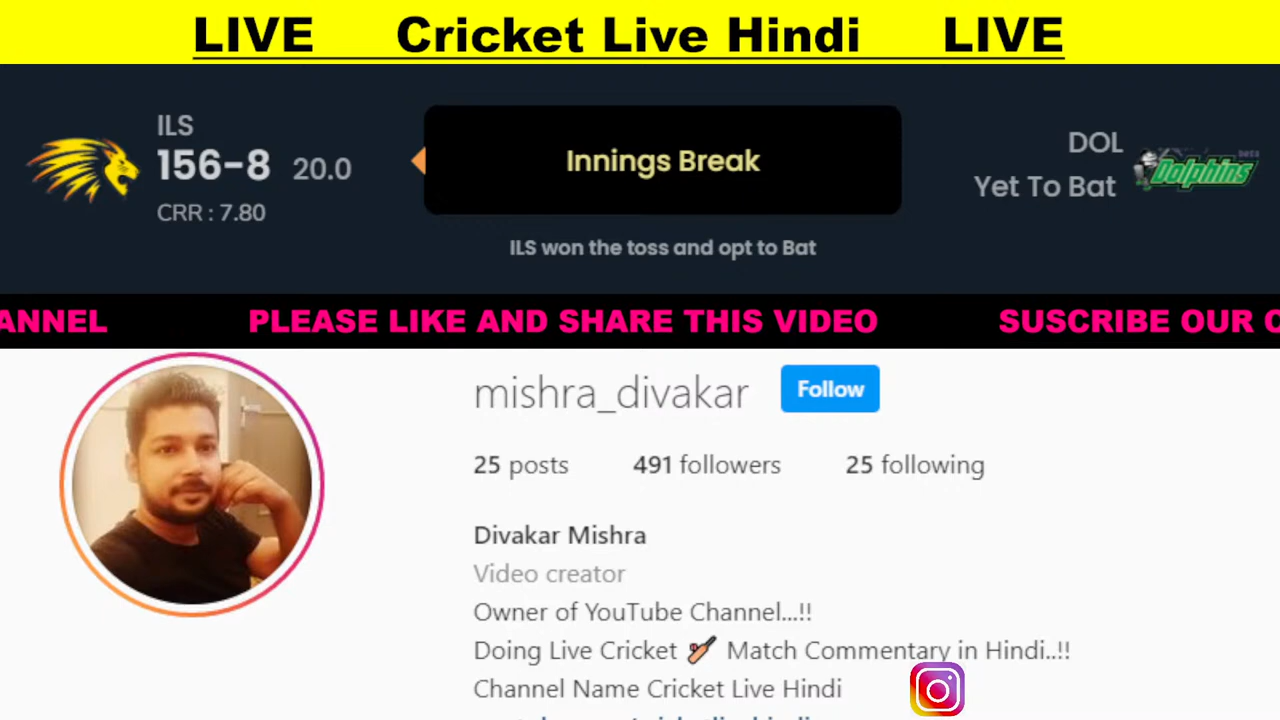 LIVE Cricket Live Hindi LIVE
ILS
156-8 20.0
CRR : 7.80
Innings Break
ILS won the toss and opt to Bat
DOL
Yet To Bat
Dolphins
ANNEL PLEASE LIKE AND SHARE THIS VIDEO SUSCRIBE OUR C
mishra_divakar Follow
25 posts 491 followers 25 following
Divakar Mishra
Video creator
Owner of YouTube Channel...!!
Doing Live Cricket 🏏 Match Commentary in Hindi..!!
Channel Name Cricket Live Hindi